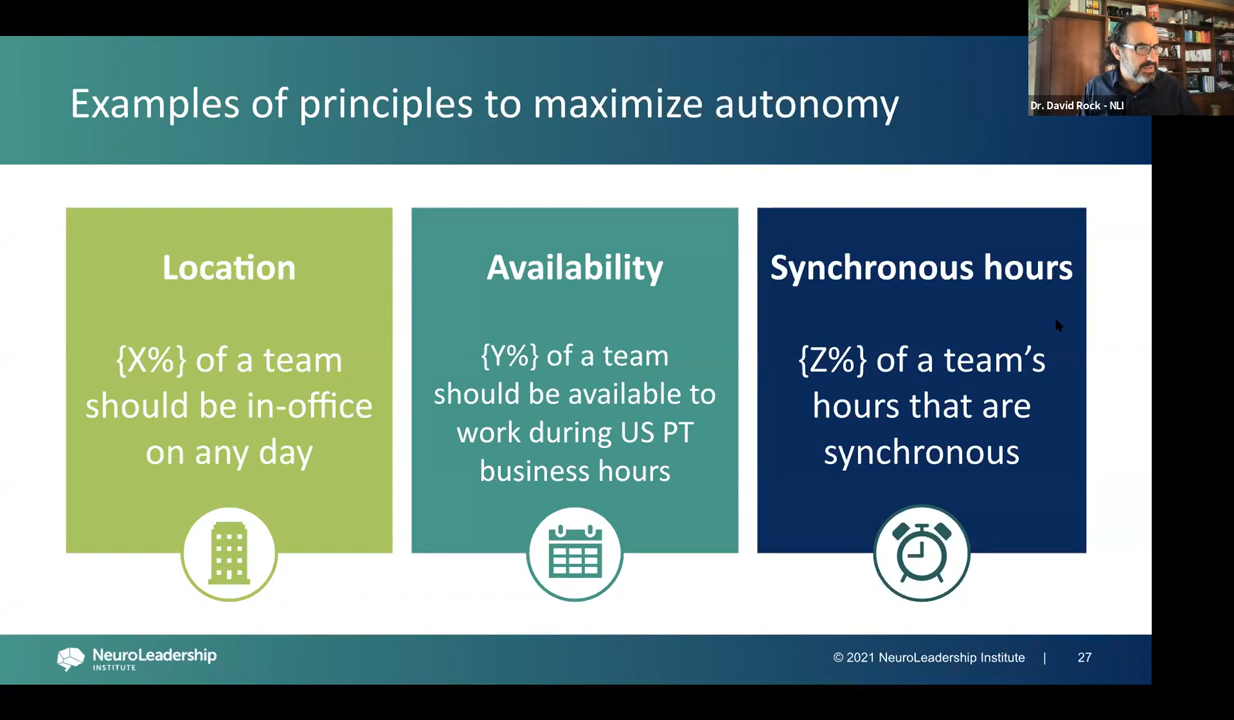 Examples of principles to maximize autonomy
Dr. David Rock - NLI
Location
{X%} of a team
should be in-office
on any day
Availability
{Y%} of a team
should be available to
work during US PT
business hours
Synchronous hours
{Z%} of a team’s
hours that are
synchronous
NeuroLeadership
INSTITUTE
© 2021 NeuroLeadership Institute | 27